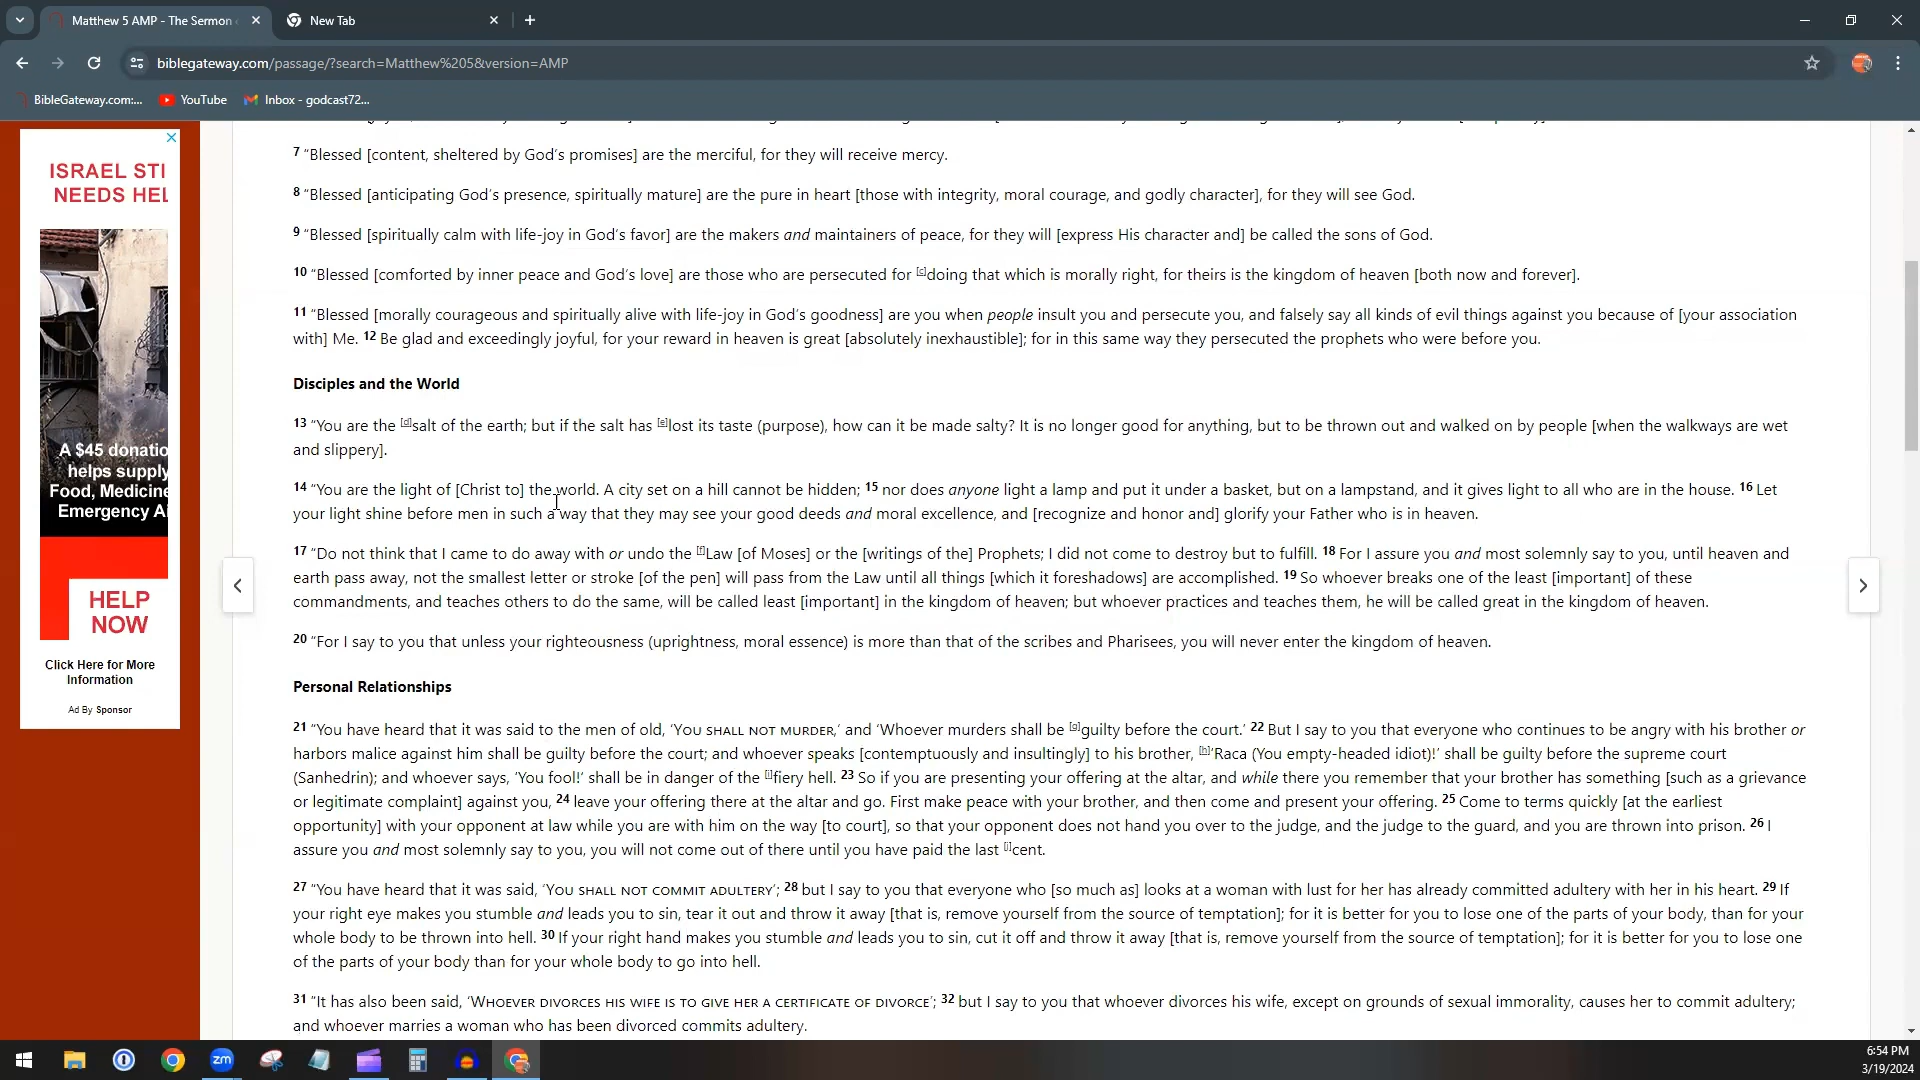 Matthew 5 AMP - The Sermon
New Tab
biblegateway.com/passage/?search=Matthew%205&version=AMP
BibleGateway.com:...
YouTube
Inbox - godcast72...
ISRAEL STI
NEEDS HEL
A $45 donatio
helps supply
Food, Medicine
Emergency Ai
HELP
NOW
Click Here for More
Information
Ad By Sponsor
7 “Blessed [content, sheltered by God’s promises] are the merciful, for they will receive mercy.
8 “Blessed [anticipating God’s presence, spiritually mature] are the pure in heart [those with integrity, moral courage, and godly character], for they will see God.
9 “Blessed [spiritually calm with life-joy in God’s favor] are the makers and maintainers of peace, for they will [express His character and] be called the sons of God.
10 “Blessed [comforted by inner peace and God’s love] are those who are persecuted for [c]doing that which is morally right, for theirs is the kingdom of heaven [both now and forever].
11 “Blessed [morally courageous and spiritually alive with life-joy in God’s goodness] are you when people insult you and persecute you, and falsely say all kinds of evil things against you because of [your association
with] Me. 12 Be glad and exceedingly joyful, for your reward in heaven is great [absolutely inexhaustible]; for in this same way they persecuted the prophets who were before you.
Disciples and the World
13 “You are the [d]salt of the earth; but if the salt has [e]lost its taste (purpose), how can it be made salty? It is no longer good for anything, but to be thrown out and walked on by people [when the walkways are wet
and slippery].
14 “You are the light of [Christ to] the world. A city set on a hill cannot be hidden; 15 nor does anyone light a lamp and put it under a basket, but on a lampstand, and it gives light to all who are in the house. 16 Let
your light shine before men in such a way that they may see your good deeds and moral excellence, and [recognize and honor and] glorify your Father who is in heaven.
17 “Do not think that I came to do away with or undo the [f]Law [of Moses] or the [writings of the] Prophets; I did not come to destroy but to fulfill. 18 For I assure you and most solemnly say to you, until heaven and
earth pass away, not the smallest letter or stroke [of the pen] will pass from the Law until all things [which it foreshadows] are accomplished. 19 So whoever breaks one of the least [important] of these
commandments, and teaches others to do the same, will be called least [important] in the kingdom of heaven; but whoever practices and teaches them, he will be called great in the kingdom of heaven.
20 “For I say to you that unless your righteousness (uprightness, moral essence) is more than that of the scribes and Pharisees, you will never enter the kingdom of heaven.
Personal Relationships
21 “You have heard that it was said to the men of old, ‘YOU SHALL NOT MURDER,’ and ‘Whoever murders shall be [g]guilty before the court.’ 22 But I say to you that everyone who continues to be angry with his brother or
harbors malice against him shall be guilty before the court; and whoever speaks [contemptuously and insultingly] to his brother, [h]‘Raca (You empty-headed idiot)!’ shall be guilty before the supreme court
(Sanhedrin); and whoever says, ‘You fool!’ shall be in danger of the [i]fiery hell. 23 So if you are presenting your offering at the altar, and while there you remember that your brother has something [such as a grievance
or legitimate complaint] against you, 24 leave your offering there at the altar and go. First make peace with your brother, and then come and present your offering. 25 Come to terms quickly [at the earliest
opportunity] with your opponent at law while you are with him on the way [to court], so that your opponent does not hand you over to the judge, and the judge to the guard, and you are thrown into prison. 26 I
assure you and most solemnly say to you, you will not come out of there until you have paid the last [j]cent.
27 “You have heard that it was said, ‘YOU SHALL NOT COMMIT ADULTERY’; 28 but I say to you that everyone who [so much as] looks at a woman with lust for her has already committed adultery with her in his heart. 29 If
your right eye makes you stumble and leads you to sin, tear it out and throw it away [that is, remove yourself from the source of temptation]; for it is better for you to lose one of the parts of your body, than for your
whole body to be thrown into hell. 30 If your right hand makes you stumble and leads you to sin, cut it off and throw it away [that is, remove yourself from the source of temptation]; for it is better for you to lose one
of the parts of your body than for your whole body to go into hell.
31 “It has also been said, ‘WHOEVER DIVORCES HIS WIFE IS TO GIVE HER A CERTIFICATE OF DIVORCE’; 32 but I say to you that whoever divorces his wife, except on grounds of sexual immorality, causes her to commit adultery;
and whoever marries a woman who has been divorced commits adultery.
zm
6:54 PM
3/19/2024